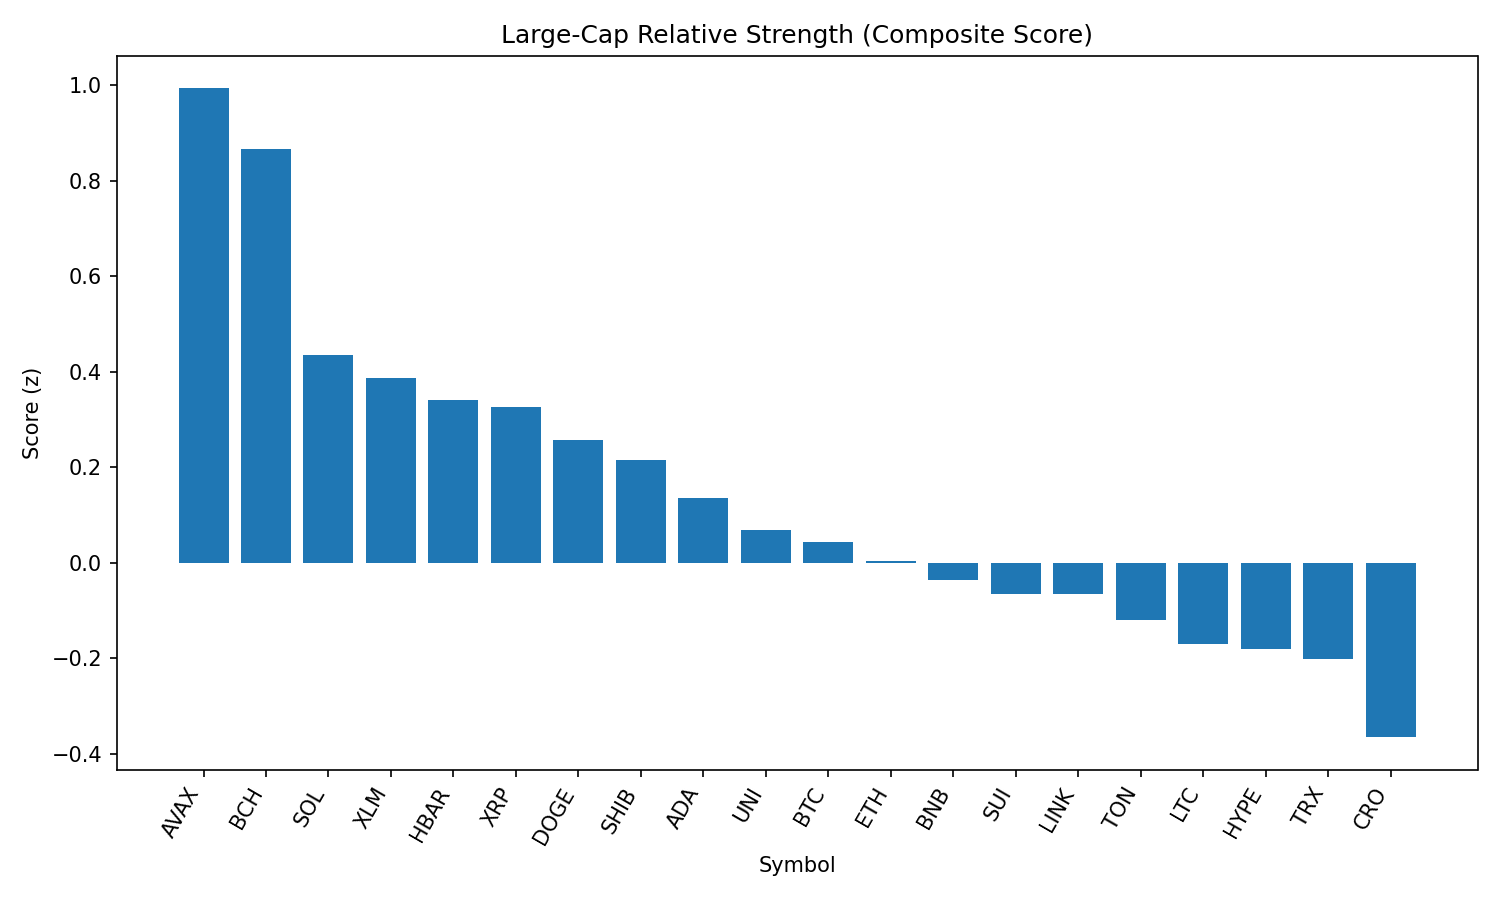 Large-Cap Relative Strength (Composite Score)
Score (z)
1.0
0.8
0.6
0.4
0.2
0.0
−0.2
−0.4
AVAX
BCH
SOL
XLM
HBAR
XRP
DOGE
SHIB
ADA
UNI
BTC
ETH
BNB
SUI
LINK
TON
LTC
HYPE
TRX
CRO
Symbol